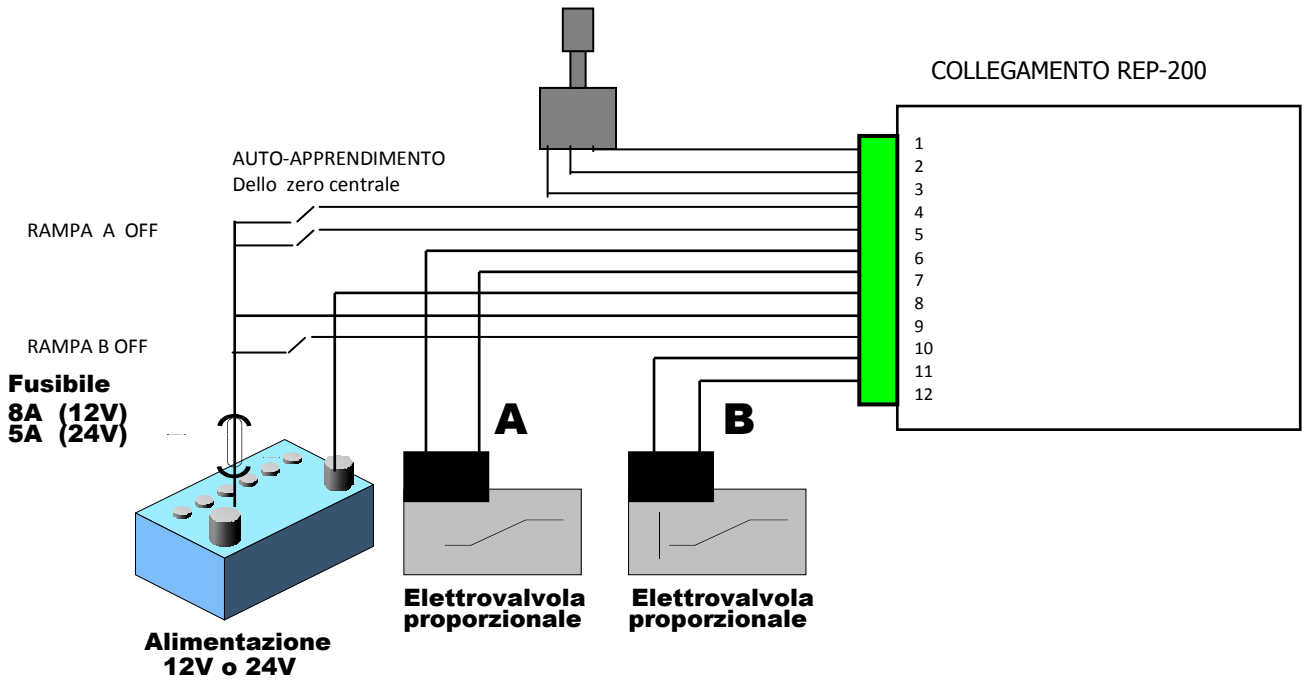 COLLEGAMENTO REP-200
1
2
3
4
5
6
7
8
9
10
11
12
AUTO-APPRENDIMENTO
Dello zero centrale
RAMPA A OFF
RAMPA B OFF
Fusibile
8A (12V)
5A (24V)
A
B
Elettrovalvola
proporzionale
Elettrovalvola
proporzionale
Alimentazione
12V o 24V